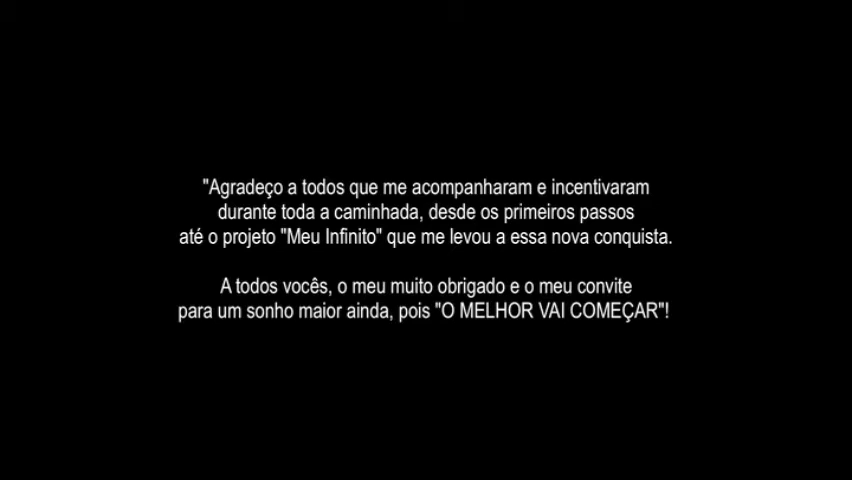 "Agradeço a todos que me acompanharam e incentivaram
durante toda a caminhada, desde os primeiros passos
até o projeto "Meu Infinito" que me levou a essa nova conquista.
A todos vocês, o meu muito obrigado e o meu convite
para um sonho maior ainda, pois "O MELHOR VAI COMEÇAR"!